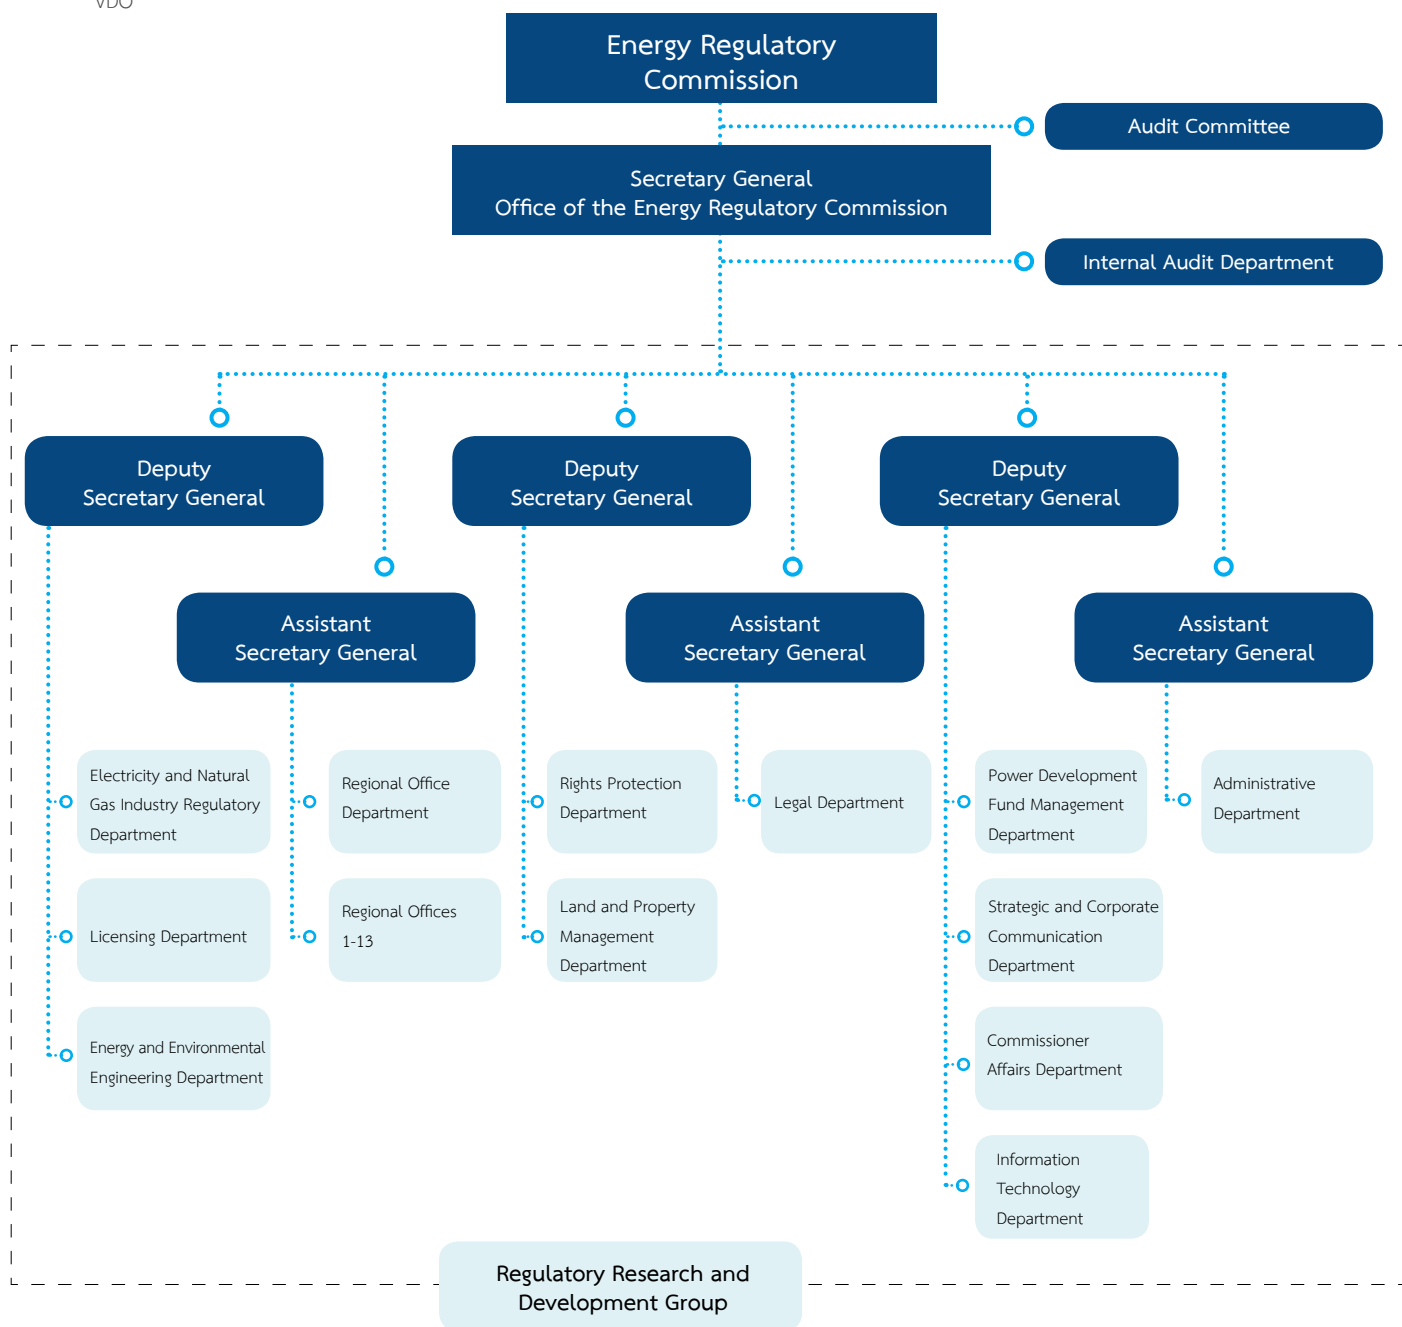 VDO
Energy Regulatory
Commission
Audit Committee
Secretary General
Office of the Energy Regulatory Commission
Internal Audit Department
Deputy
Secretary General
Deputy
Secretary General
Deputy
Secretary General
Assistant
Secretary General
Assistant
Secretary General
Assistant
Secretary General
Electricity and Natural
Gas Industry Regulatory
Department
Regional Office
Department
Rights Protection
Department
Legal Department
Power Development
Fund Management
Department
Administrative
Department
Licensing Department
Regional Offices
1-13
Land and Property
Management
Department
Strategic and Corporate
Communication
Department
Energy and Environmental
Engineering Department
Commissioner
Affairs Department
Information
Technology
Department
Regulatory Research and
Development Group